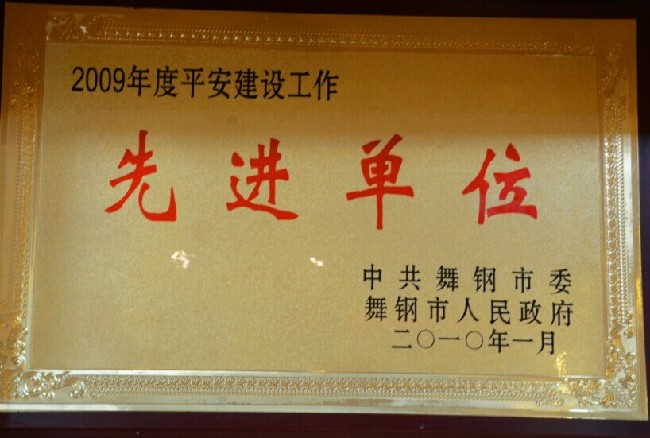 2009年度平安建设工作
先进单位
中共舞钢市委
舞钢市人民政府
二〇一〇年一月